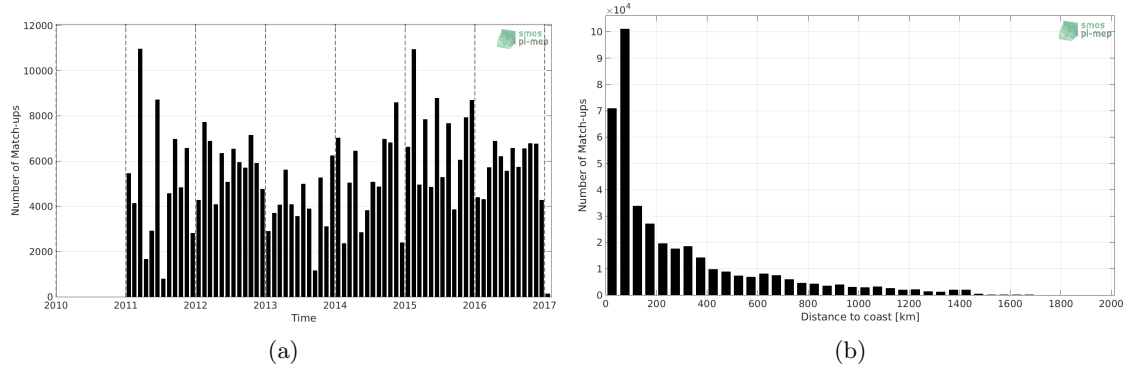 12000
10000
8000
6000
4000
2000
0
2010 2011 2012 2013 2014 2015 2016 2017
Number of Match-ups
Time
smos
pi-mep
(a)
×10⁴
10
9
8
7
6
5
4
3
2
1
0
0 200 400 600 800 1000 1200 1400 1600 1800 2000
Number of Match-ups
Distance to coast [km]
smos
pi-mep
(b)